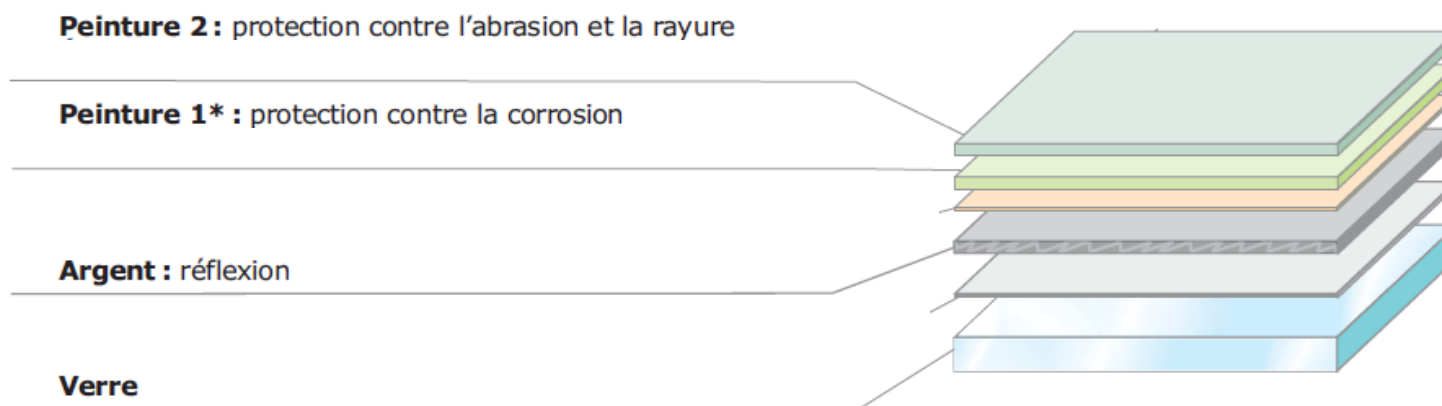 Peinture 2 : protection contre l’abrasion et la rayure
Peinture 1* : protection contre la corrosion
Argent : réflexion
Verre